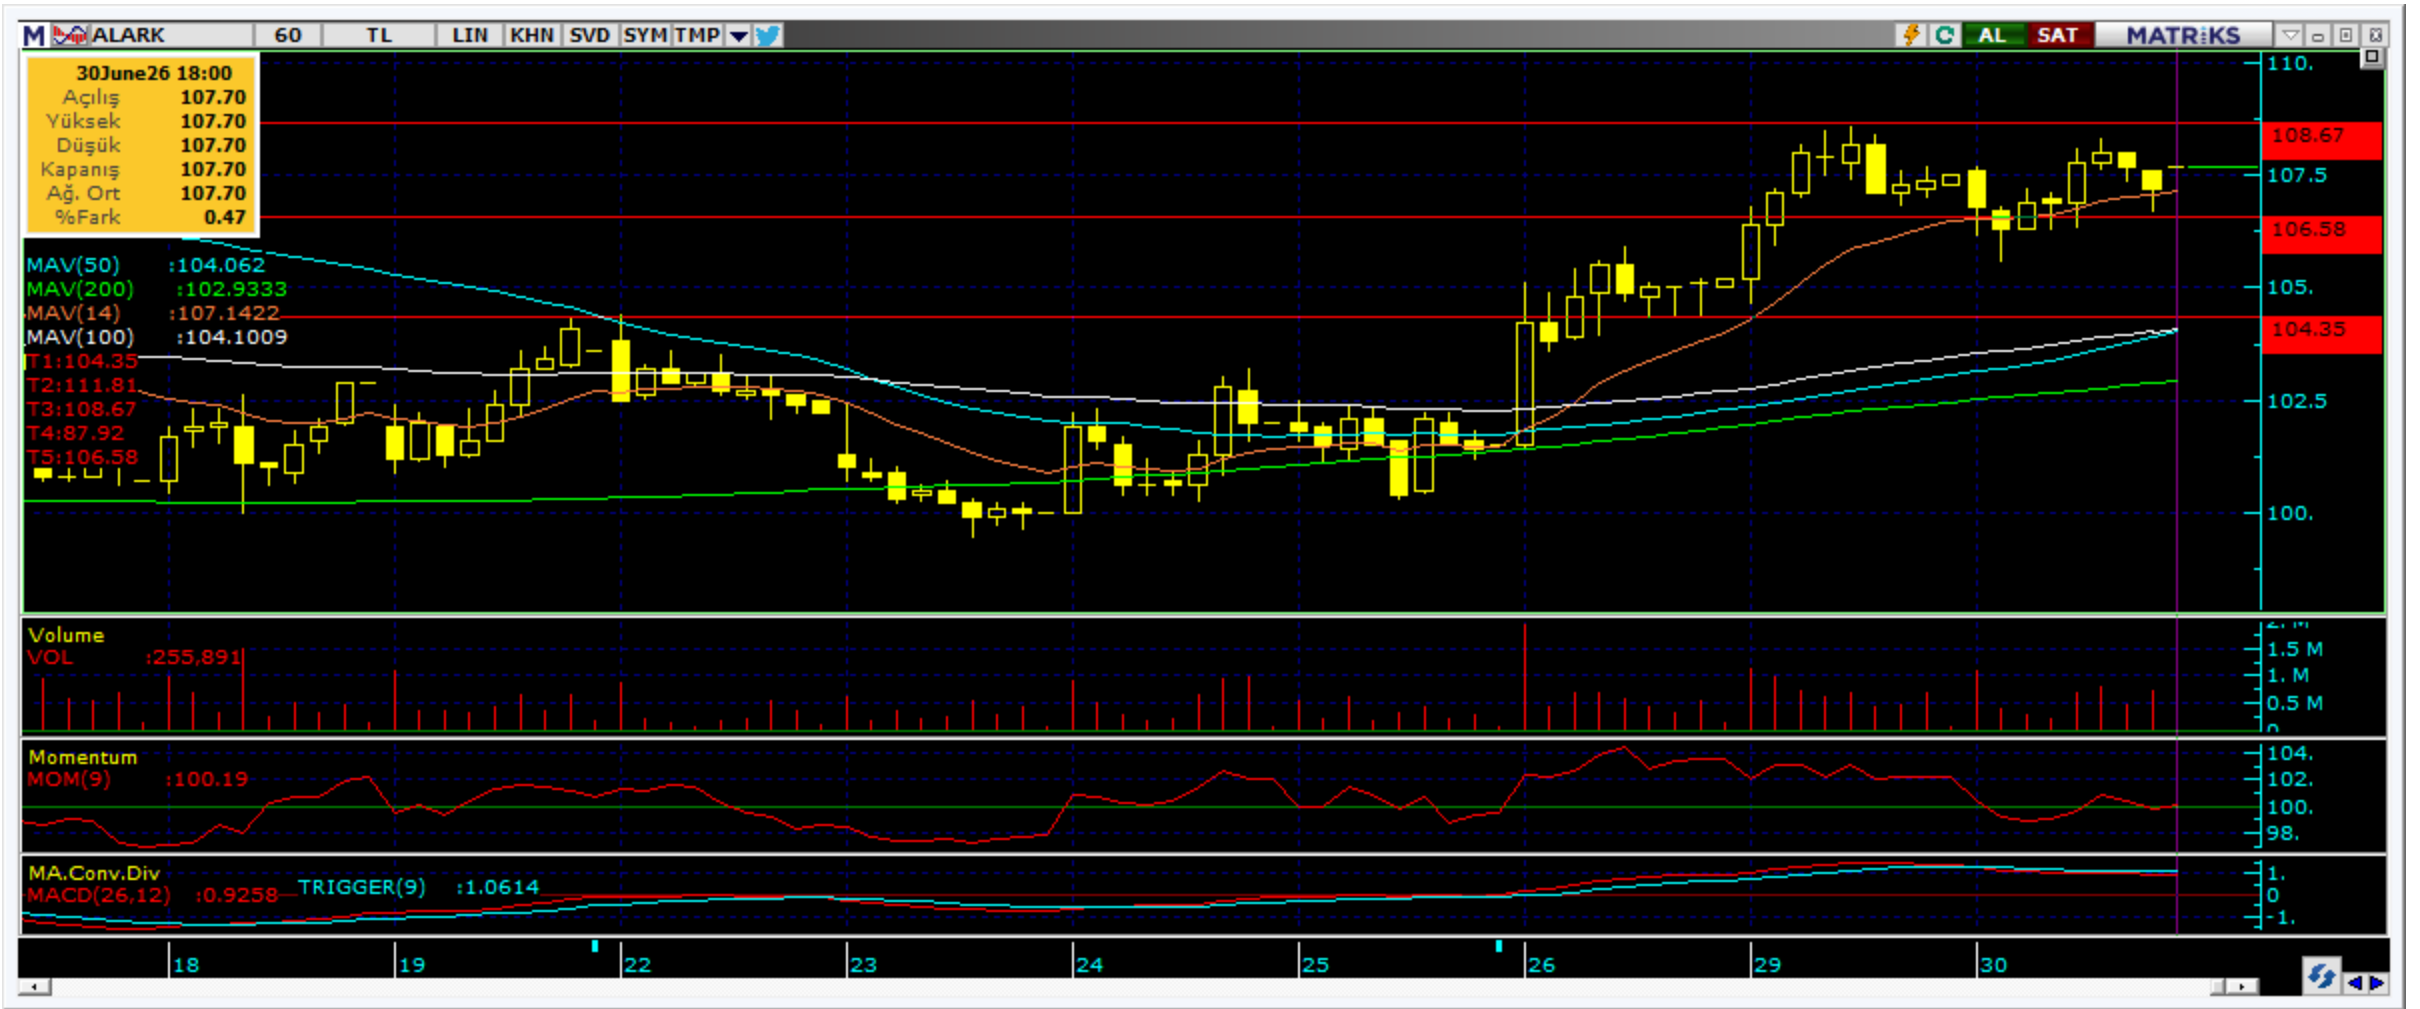 M ALARK 60 TL LIN KHN SVD SYM TMP AL SAT MATRİKS
30June26 18:00
Açılış 107.70
Yüksek 107.70
Düşük 107.70
Kapanış 107.70
Ağ. Ort 107.70
%Fark 0.47
MAV(50) :104.062
MAV(200) :102.9333
MAV(14) :107.1422
MAV(100) :104.1009
T1:104.35
T2:111.81
T3:108.67
T4:87.92
T5:106.58
110.
108.67
107.5
106.58
105.
104.35
102.5
100.
Volume
VOL :255,891
2. M
1.5 M
1. M
0.5 M
0
Momentum
MOM(9) :100.19
104.
102.
100.
98.
MA.Conv.Div
MACD(26,12) :0.9258 TRIGGER(9) :1.0614
1.
0
-1.
18 19 22 23 24 25 26 29 30